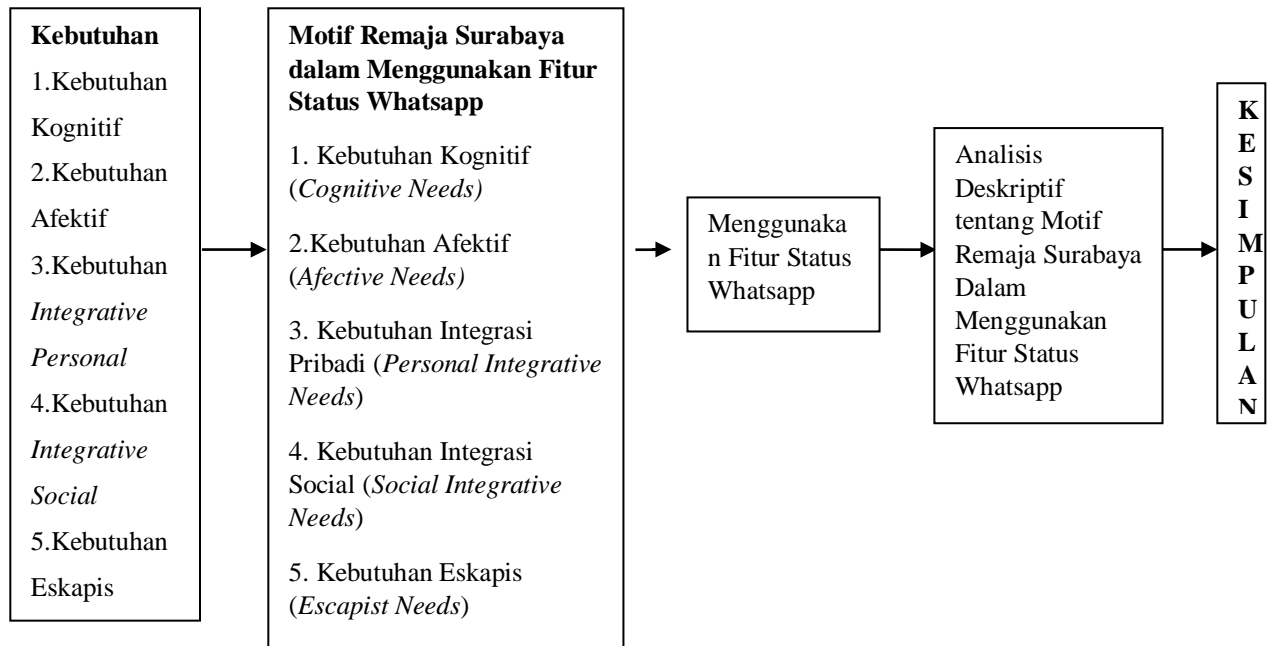 Kebutuhan
1.Kebutuhan
Kognitif
2.Kebutuhan
Afektif
3.Kebutuhan
Integrative
Personal
4.Kebutuhan
Integrative
Social
5.Kebutuhan
Eskapis
Motif Remaja Surabaya
dalam Menggunakan Fitur
Status Whatsapp
1. Kebutuhan Kognitif
(Cognitive Needs)
2.Kebutuhan Afektif
(Afective Needs)
3. Kebutuhan Integrasi
Pribadi (Personal Integrative
Needs)
4. Kebutuhan Integrasi
Social (Social Integrative
Needs)
5. Kebutuhan Eskapis
(Escapist Needs)
Menggunaka
n Fitur Status
Whatsapp
Analisis
Deskriptif
tentang Motif
Remaja Surabaya
Dalam
Menggunakan
Fitur Status
Whatsapp
K
E
S
I
M
P
U
L
A
N